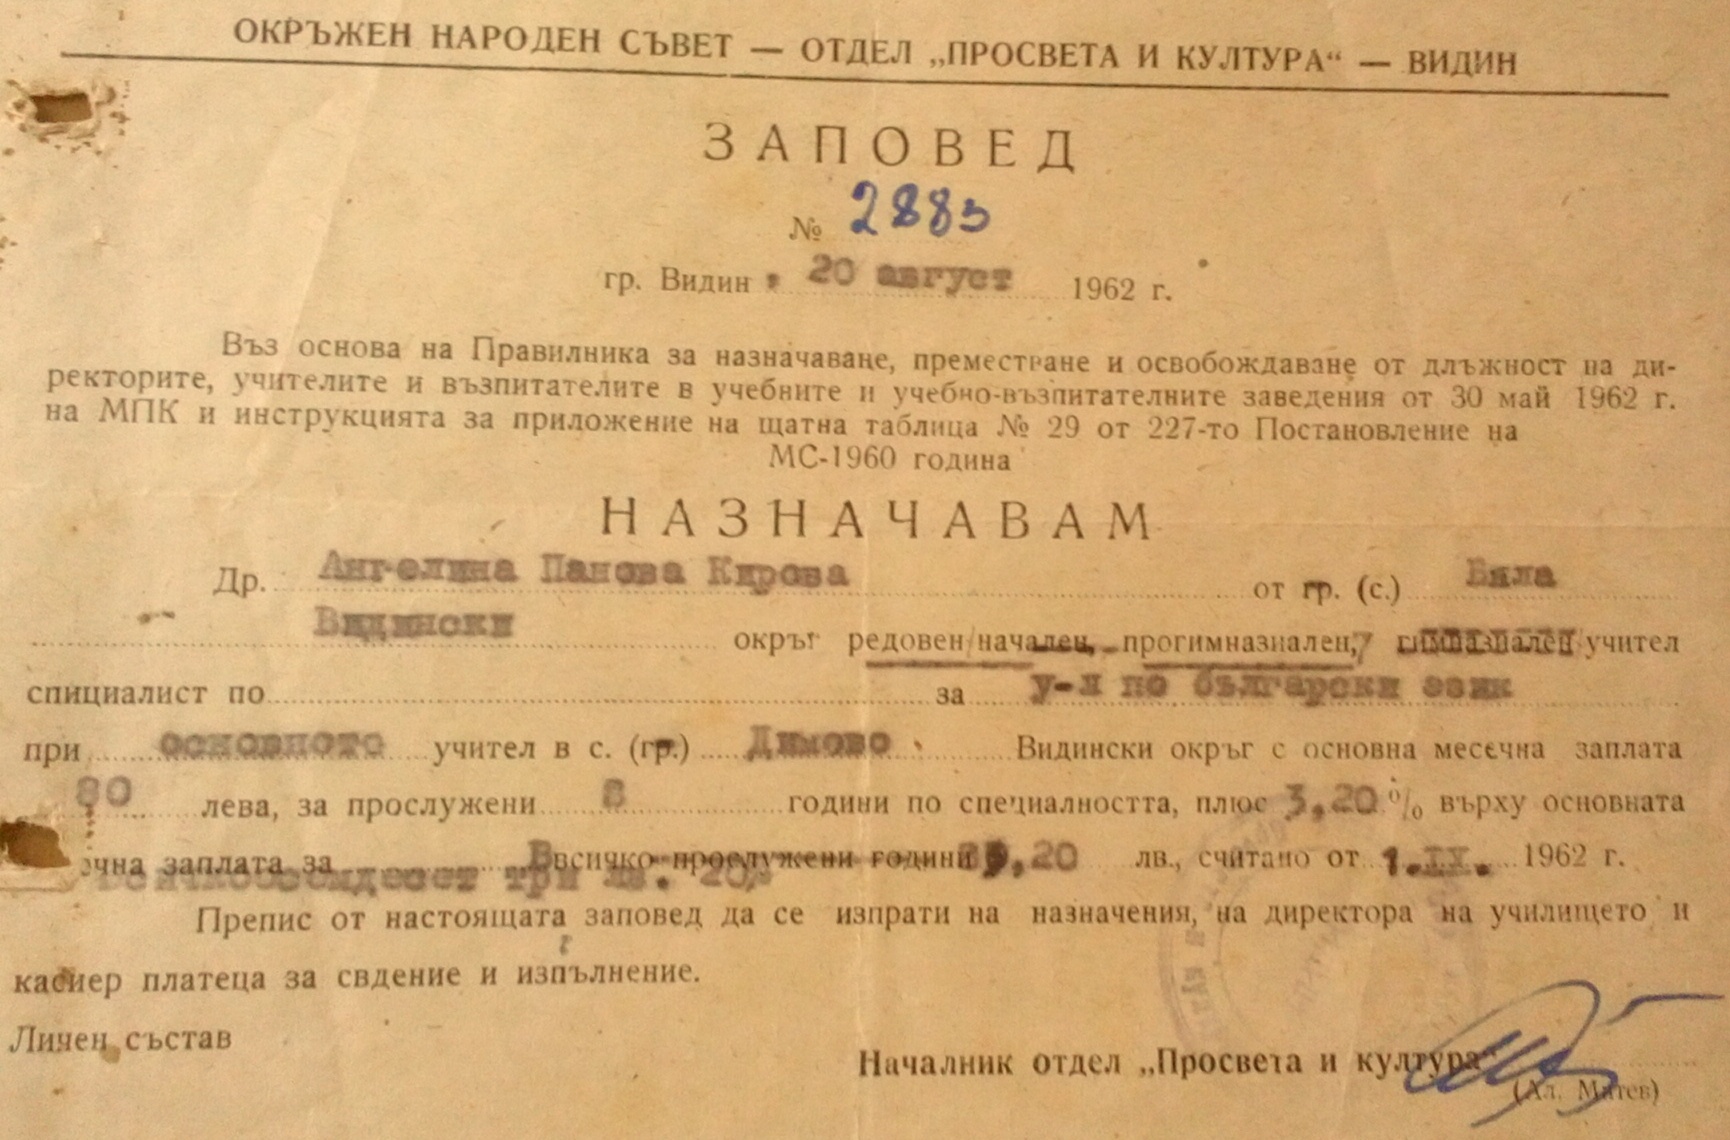 ОКРЪЖЕН НАРОДЕН СЪВЕТ — ОТДЕЛ „ПРОСВЕТА И КУЛТУРА“ — ВИДИН
ЗАПОВЕД
№ 2883
гр. Видин, 20 август 1962 г.
Въз основа на Правилника за назначаване, преместване и освобождаване от длъжност на ди-
ректорите, учителите и възпитателите в учебните и учебно-възпитателните заведения от 30 май 1962 г.
на МПК и инструкцията за приложение на щатна таблица № 29 от 227-то Постановление на
МС-1960 година
НАЗНАЧАВАМ
Др. Ангелина Панова Кирова от гр. (с.) Бяла
Видински окръг редовен/начален, прогимназиален, гимназиален/учител
специалист по за у-л по български език
при основното учител в с. (гр.) Димово Видински окръг с основна месечна заплата
80 лева, за прослужени 8 години по специалността, плюс 3,20 % върху основната
ечна заплата за Всичко прослужени години 83,20 лв., считано от 1.IX. 1962 г.
Всичко осемдесет три лв. 20
Препис от настоящата заповед да се изпрати на назначения, на директора на училището и
касиер платеца за сведение и изпълнение.
Личен състав
Началник отдел „Просвета и култура“
(Ал. Митев)